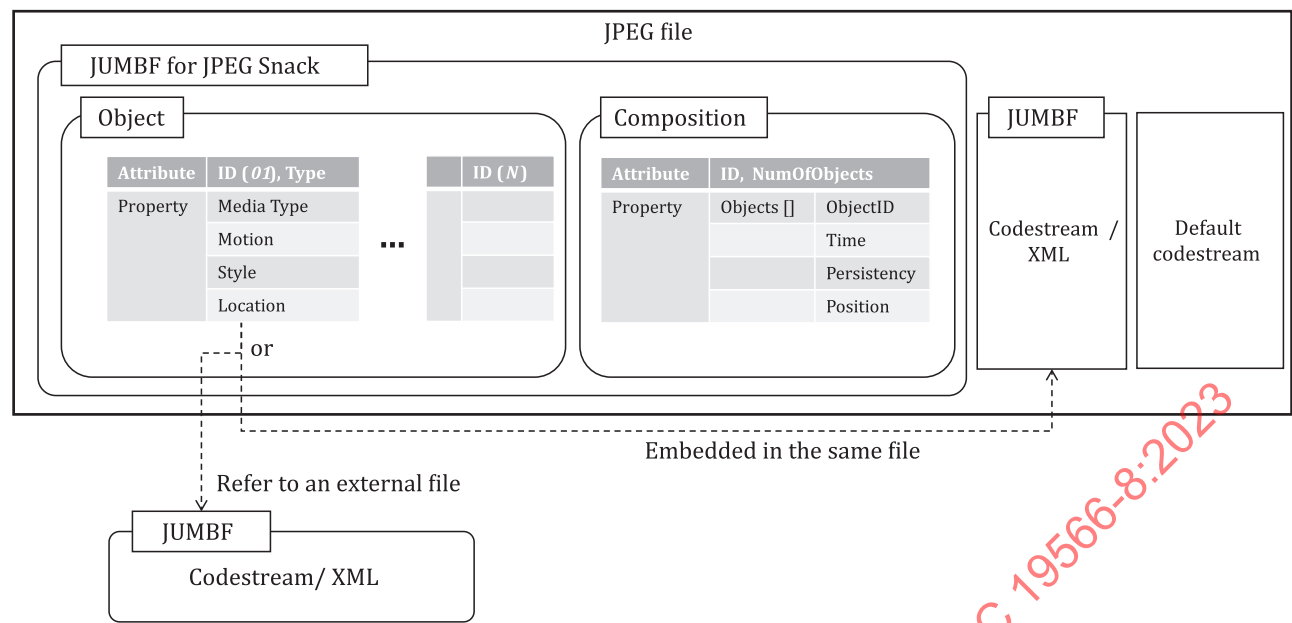 JPEG file
JUMBF for JPEG Snack
Object
Attribute ID (01), Type ID (N)
Property Media Type
Motion
...
Style
Location
Composition
Attribute ID, NumOfObjects
Property Objects [] ObjectID
Time
Persistency
Position
JUMBF
Codestream /
XML
Default
codestream
or
Embedded in the same file
Refer to an external file
JUMBF
Codestream/ XML
C 19566-8:2023